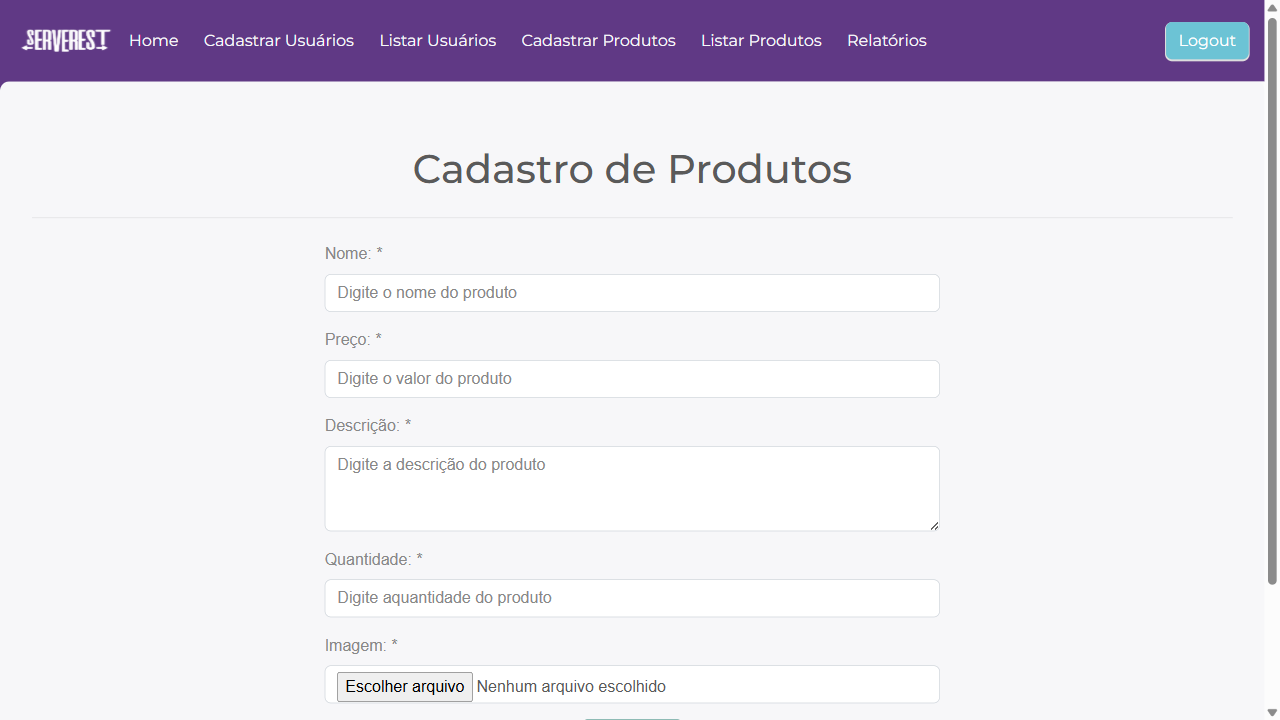 SERVEREST Home Cadastrar Usuários Listar Usuários Cadastrar Produtos Listar Produtos Relatórios Logout
Cadastro de Produtos
Nome: *
Digite o nome do produto
Preço: *
Digite o valor do produto
Descrição: *
Digite a descrição do produto
Quantidade: *
Digite aquantidade do produto
Imagem: *
Escolher arquivo Nenhum arquivo escolhido